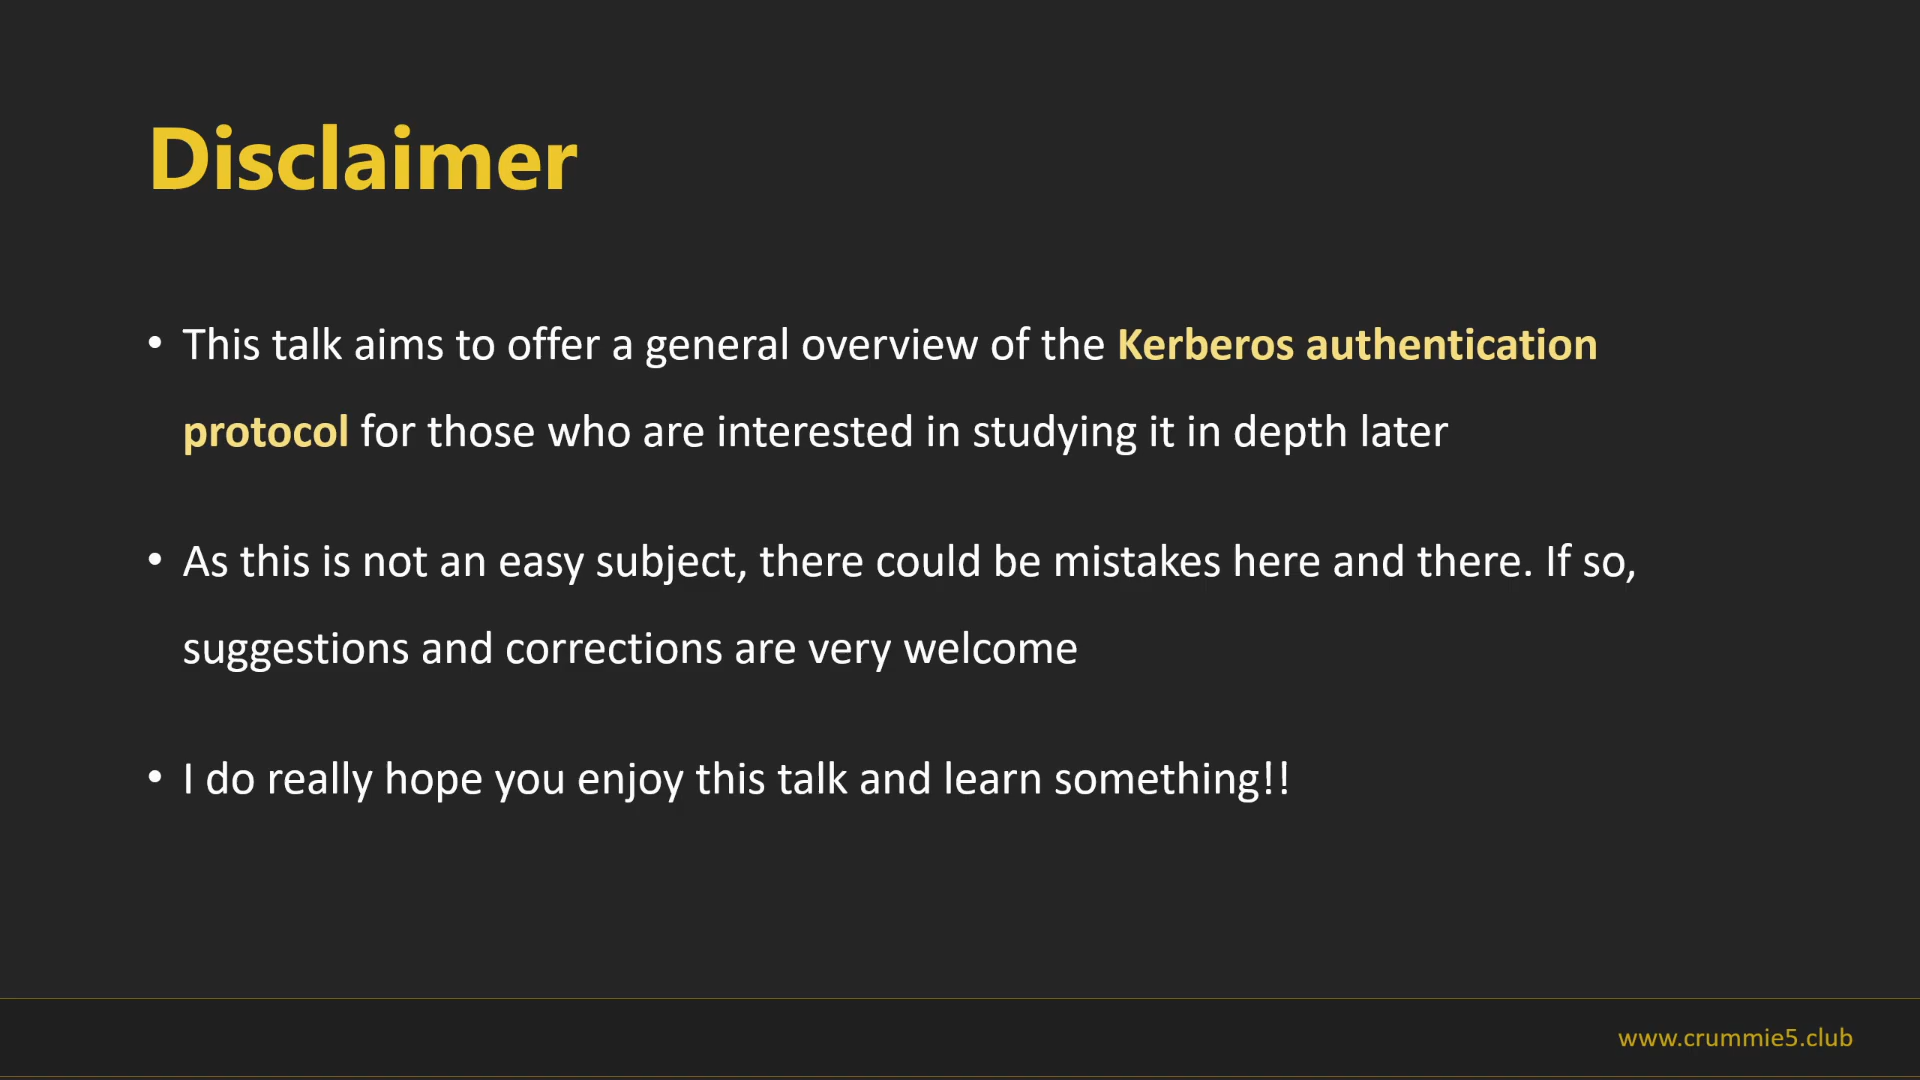 Disclaimer
• This talk aims to offer a general overview of the Kerberos authentication
protocol for those who are interested in studying it in depth later
• As this is not an easy subject, there could be mistakes here and there. If so,
suggestions and corrections are very welcome
• I do really hope you enjoy this talk and learn something!!
www.crummie5.club